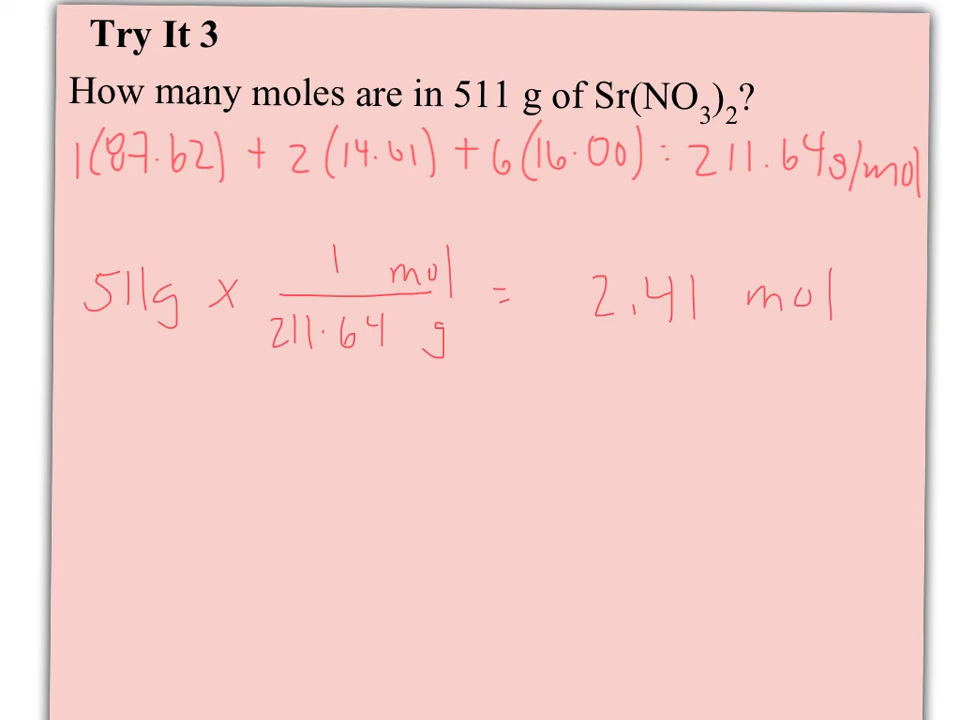 Try It 3
How many moles are in 511 g of Sr(NO₃)₂?
1(87.62) + 2(14.01) + 6(16.00) = 211.64g/mol
511g x 1 mol / 211.64 g = 2.41 mol